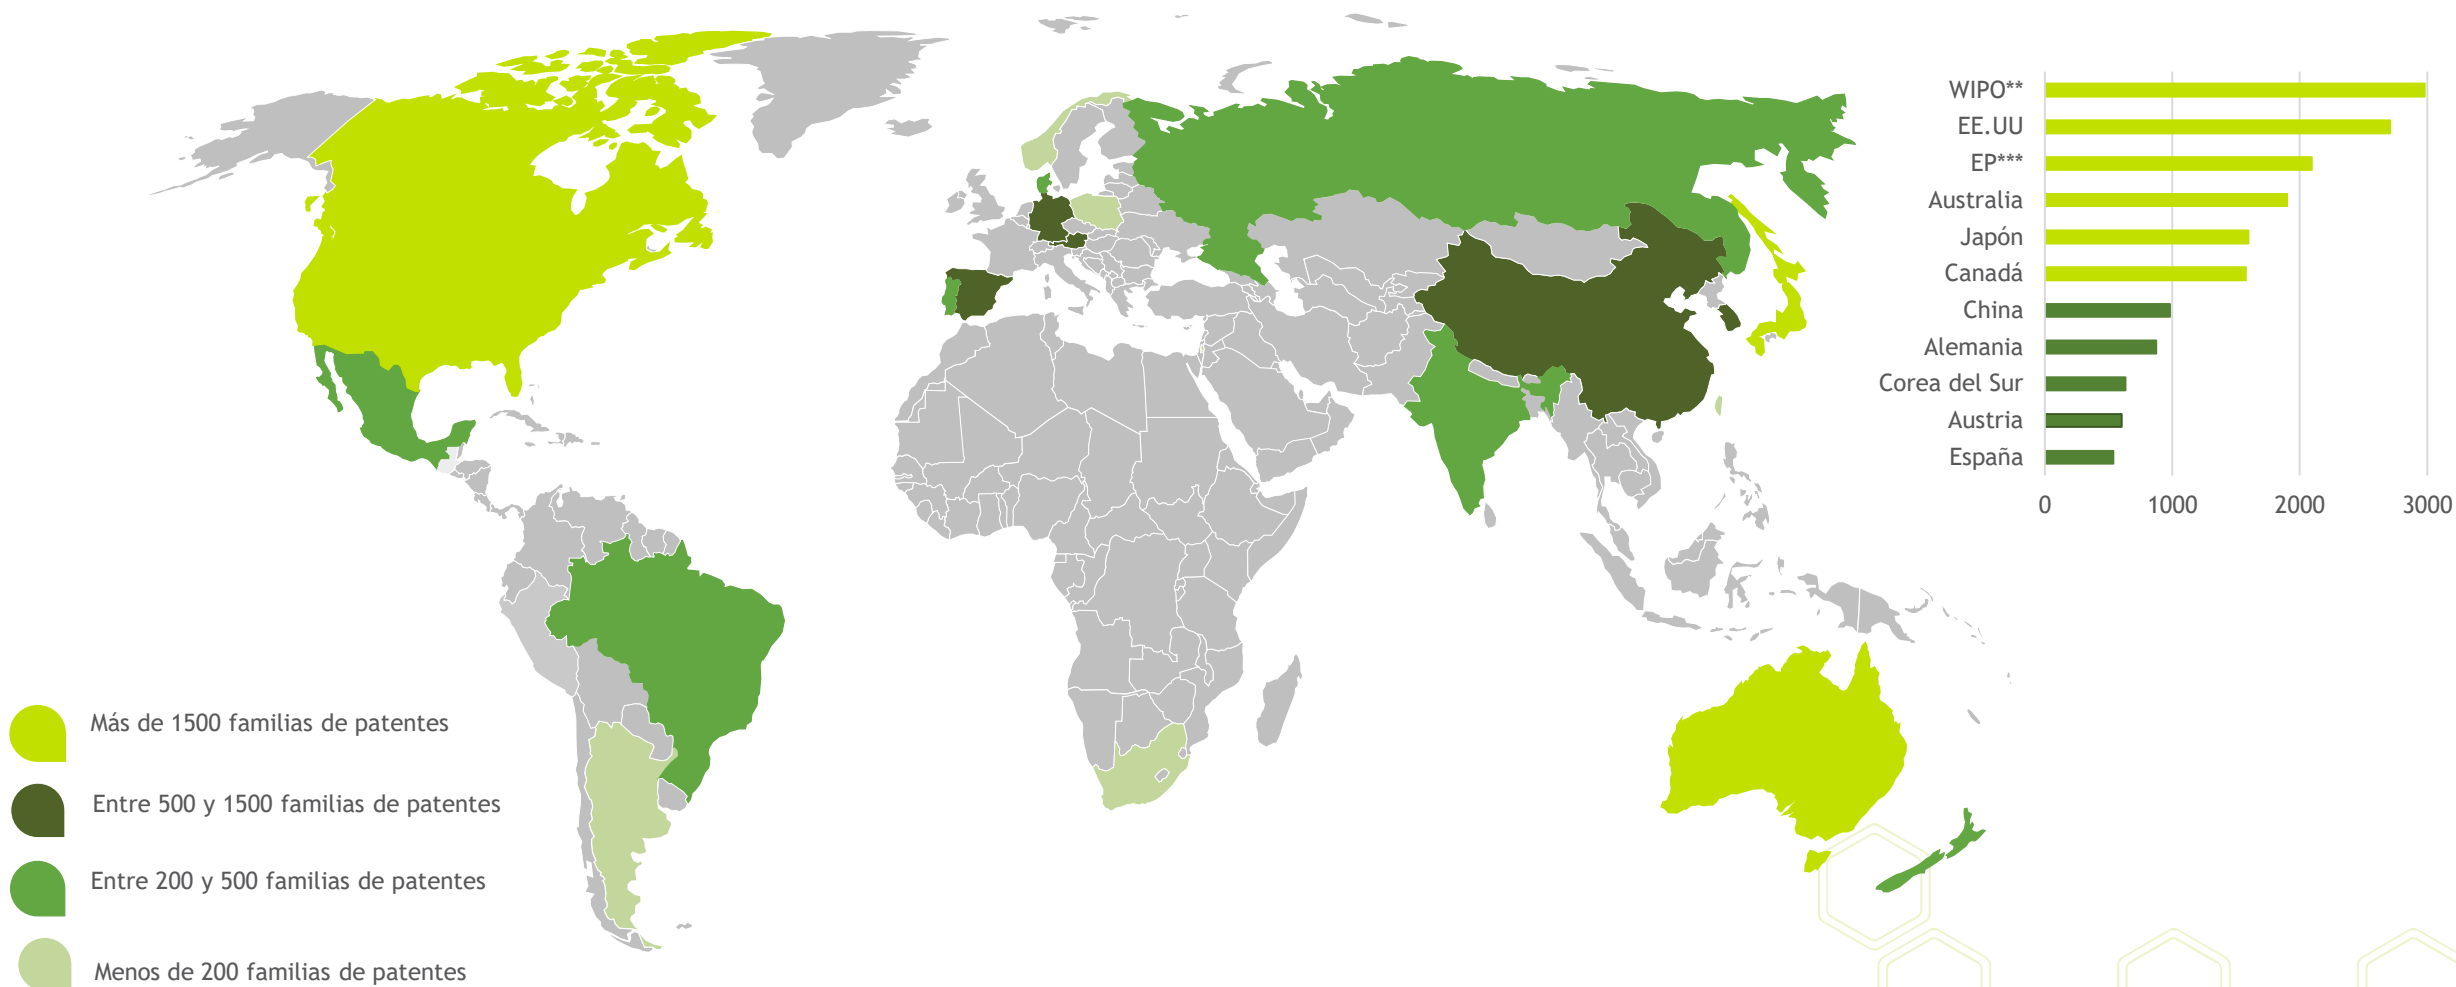 WIPO**
EE.UU
EP***
Australia
Japón
Canadá
China
Alemania
Corea del Sur
Austria
España
0 1000 2000 3000
Más de 1500 familias de patentes
Entre 500 y 1500 familias de patentes
Entre 200 y 500 familias de patentes
Menos de 200 familias de patentes